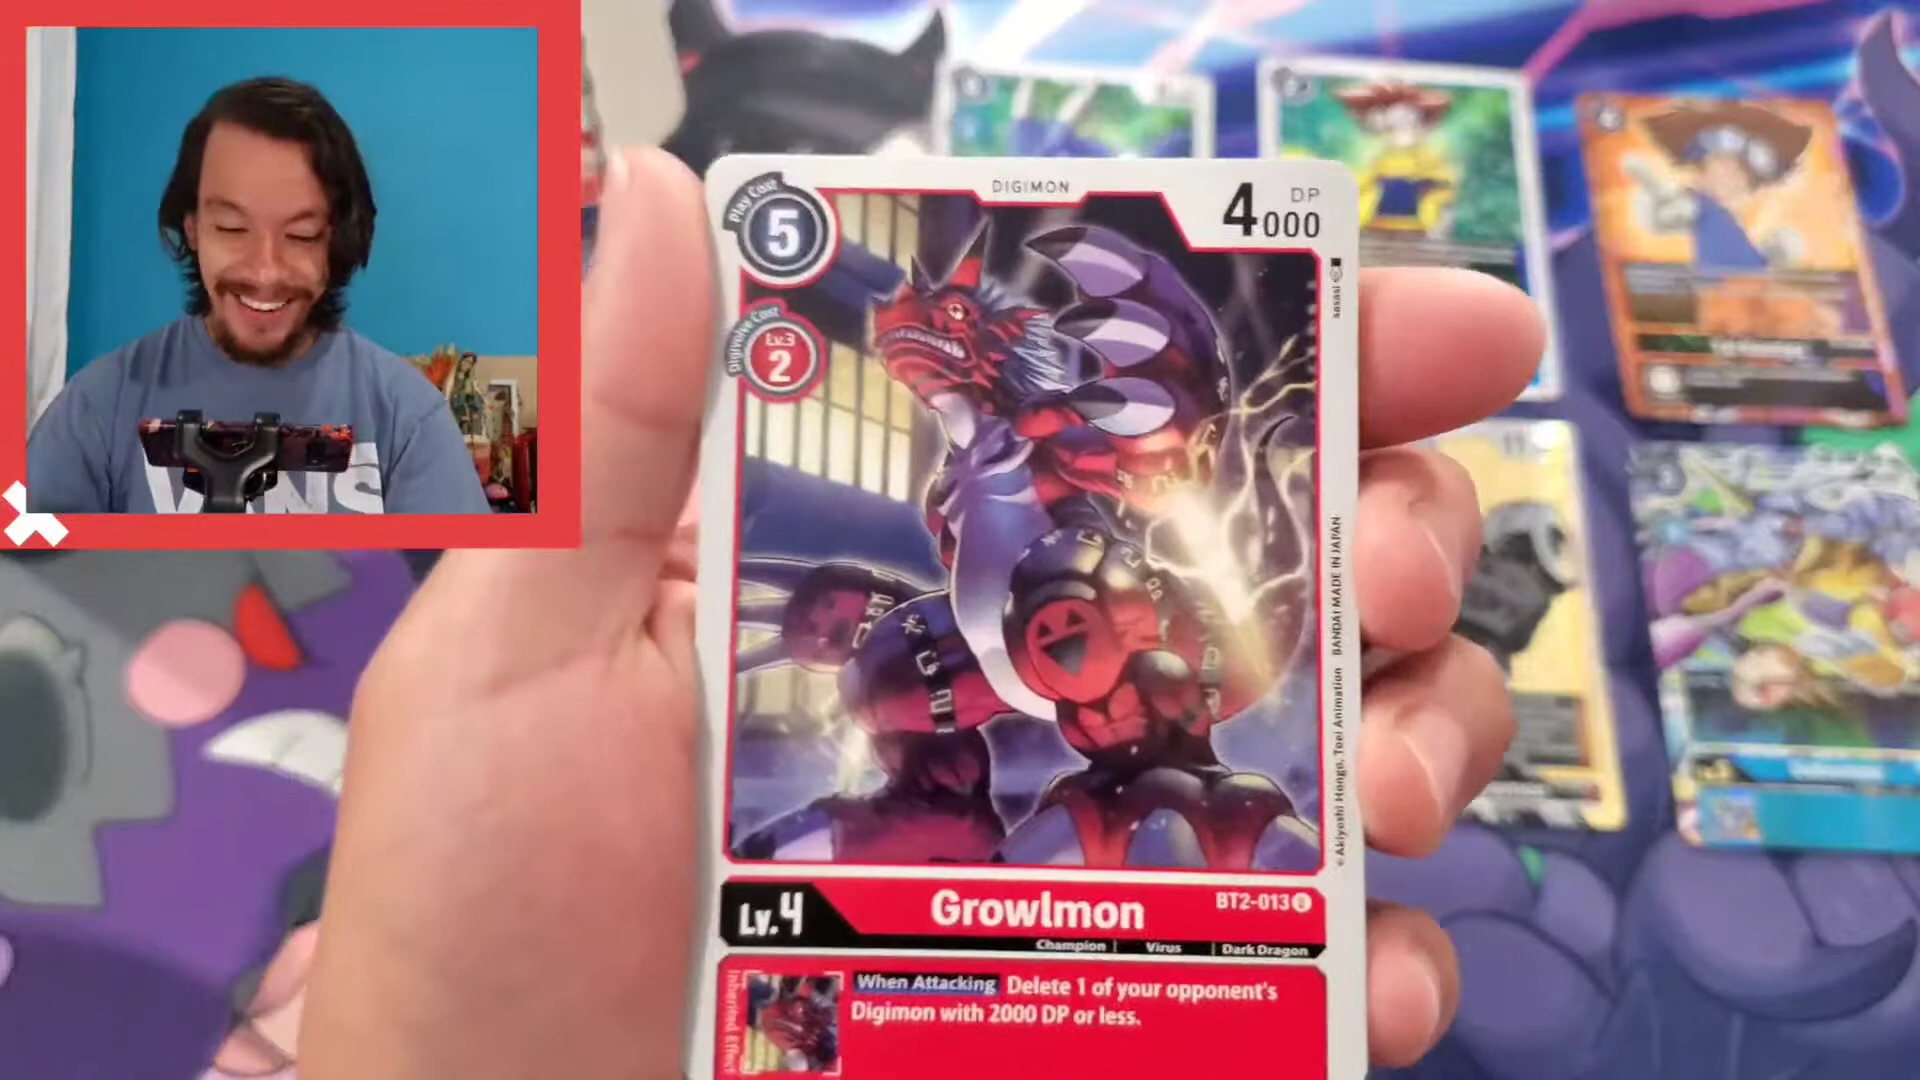 VANS
DIGIMON
Play Cost
5
4000
DP
Digivolve Cost
Lv.3
2
sasasi
BANDAI MADE IN JAPAN
©Akiyoshi Hongo, Toei Animation
Lv.4
Growlmon
BT2-013 U
Champion | Virus | Dark Dragon
Inherited Effect
When Attacking Delete 1 of your opponent's
Digimon with 2000 DP or less.